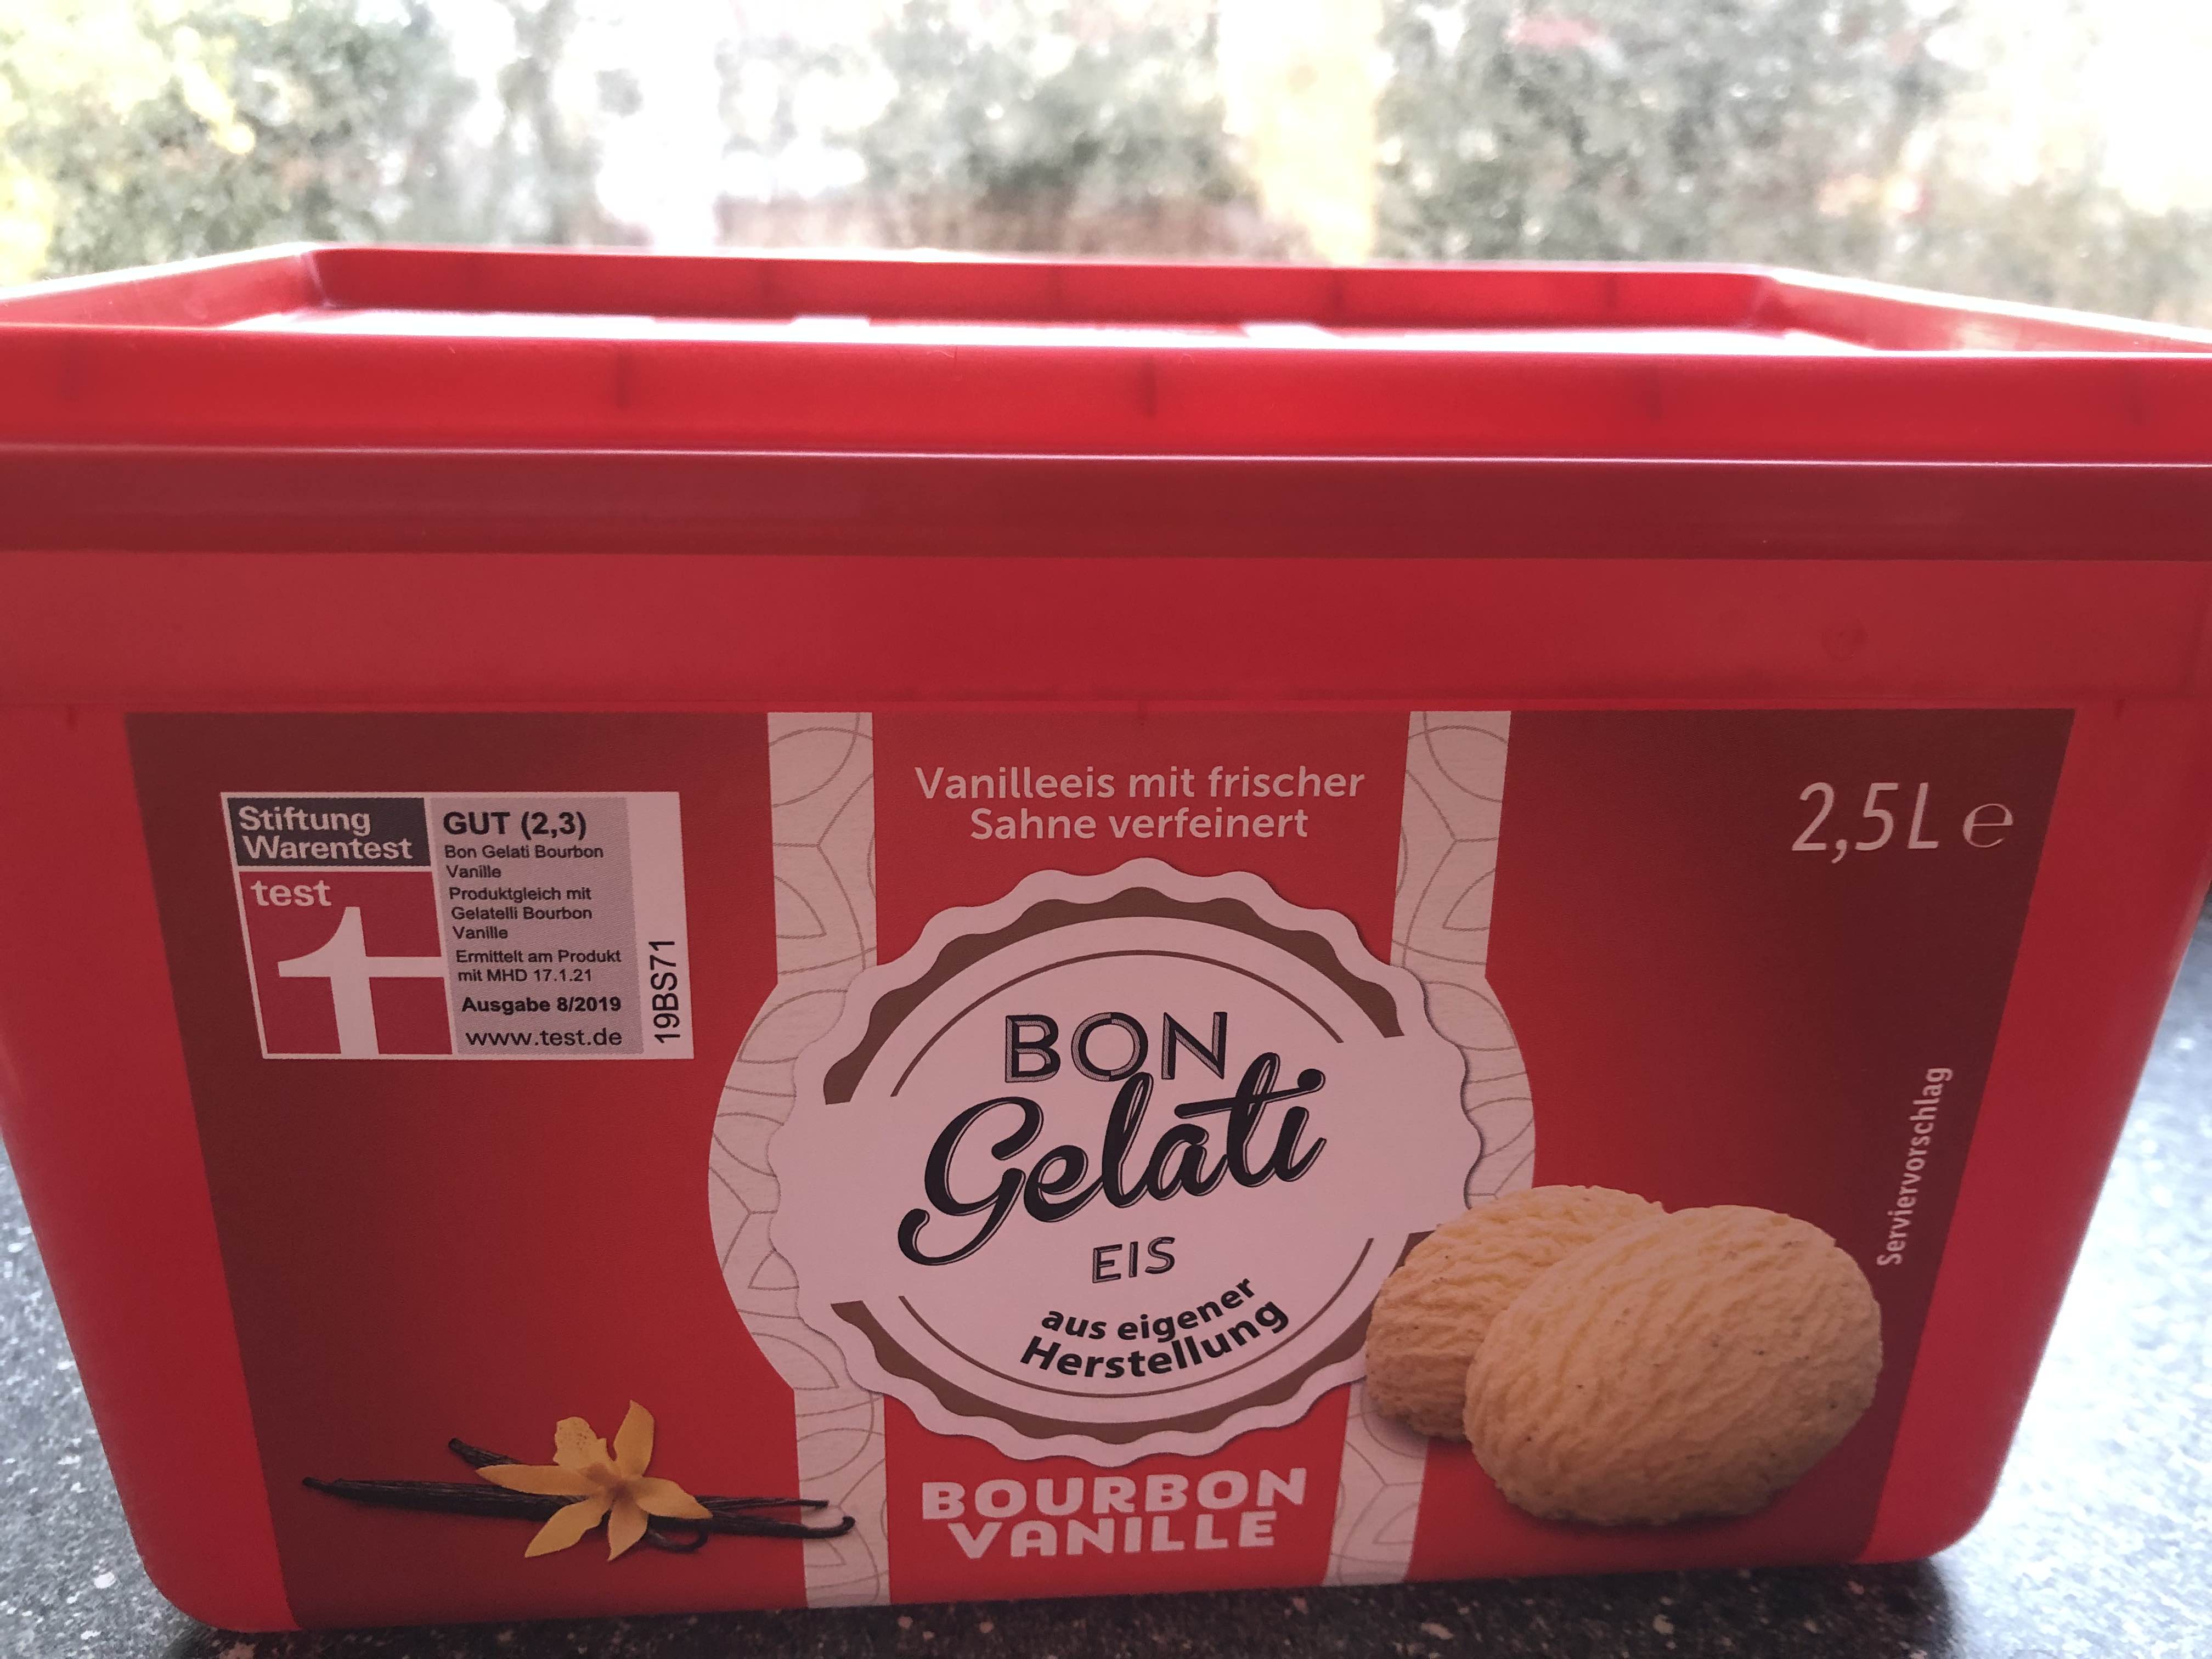 Vanilleeis mit frischer
Sahne verfeinert
2,5L e
Stiftung
Warentest
test
GUT (2,3)
Bon Gelati Bourbon
Vanille
Produktgleich mit
Gelatelli Bourbon
Vanille
Ermittelt am Produkt
mit MHD 17.1.21
Ausgabe 8/2019
www.test.de
19BS71
BON
Gelati
EIS
aus eigener
Herstellung
BOURBON
VANILLE
Serviervorschlag